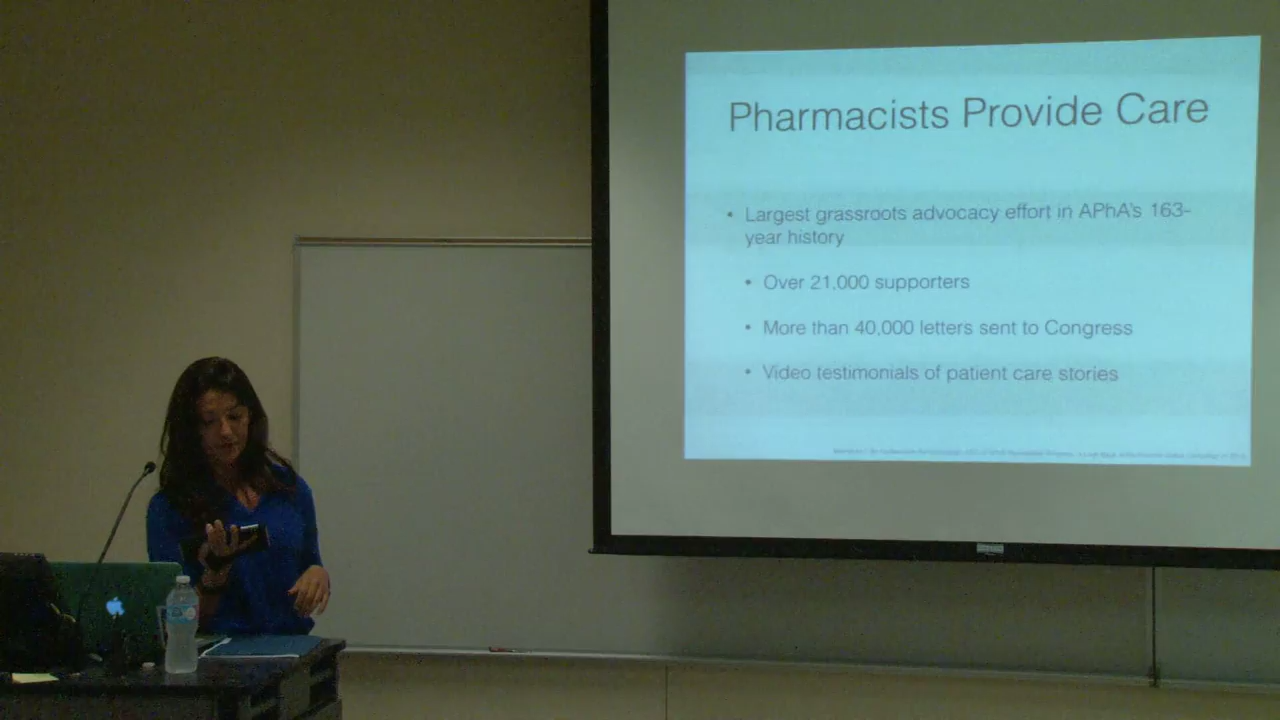 Pharmacists Provide Care
• Largest grassroots advocacy effort in APhA's 163-
year history
• Over 21,000 supporters
• More than 40,000 letters sent to Congress
• Video testimonials of patient care stories